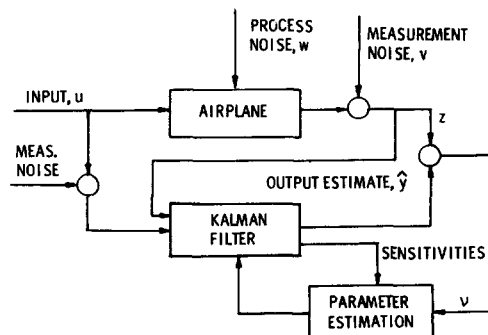 PROCESS
NOISE, w
MEASUREMENT
NOISE, v
INPUT, u
AIRPLANE
z
MEAS.
NOISE
OUTPUT ESTIMATE, ŷ
KALMAN
FILTER
SENSITIVITIES
PARAMETER
ESTIMATION
ν